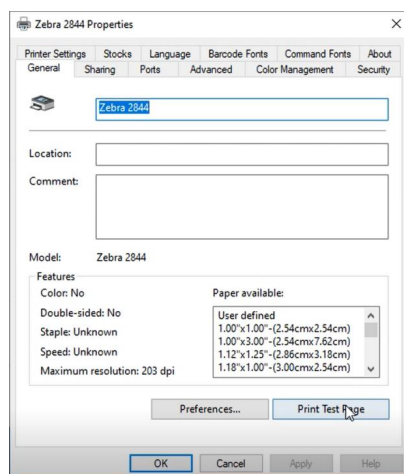 Zebra 2844 Properties
Printer Settings Stocks Language Barcode Fonts Command Fonts About
General Sharing Ports Advanced Color Management Security
Zebra 2844
Location:
Comment:
Model: Zebra 2844
Features
Color: No
Double-sided: No
Staple: Unknown
Speed: Unknown
Maximum resolution: 203 dpi
Paper available:
User defined
1.00"x1.00"-(2.54cmx2.54cm)
1.00"x3.00"-(2.54cmx7.62cm)
1.12"x1.25"-(2.86cmx3.18cm)
1.18"x1.00"-(3.00cmx2.54cm)
Preferences... Print Test Page
OK Cancel Apply Help